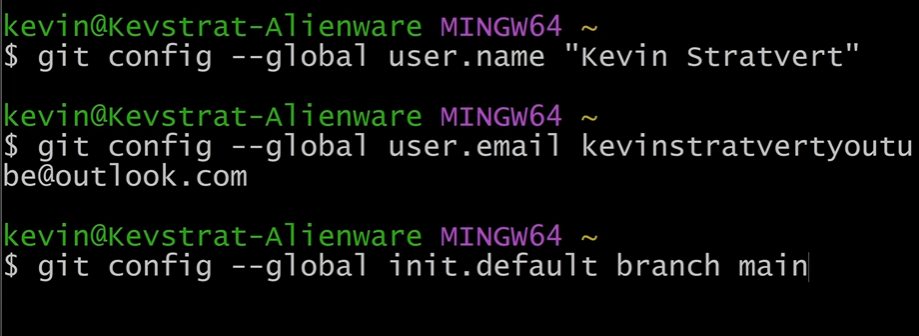 kevin@Kevstrat-Alienware MINGW64 ~
$ git config --global user.name "Kevin Stratvert"
kevin@Kevstrat-Alienware MINGW64 ~
$ git config --global user.email kevinstratvertyoutu
be@outlook.com
kevin@Kevstrat-Alienware MINGW64 ~
$ git config --global init.default branch main